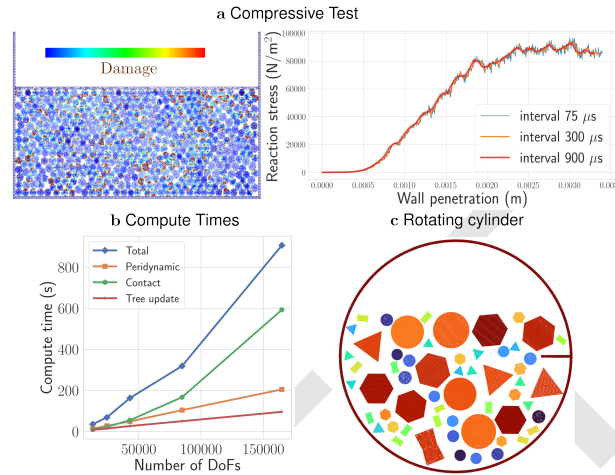 a Compressive Test
Damage
Reaction stress (N/m²)
100000
80000
60000
40000
20000
0
0.0000
0.0005
0.0010
0.0015
0.0020
0.0025
0.0030
Wall penetration (m)
interval 75 μs
interval 300 μs
interval 900 μs
b Compute Times
Compute time (s)
800
600
400
200
0
50000
100000
150000
Number of DoFs
Total
Peridynamic
Contact
Tree update
c Rotating cylinder